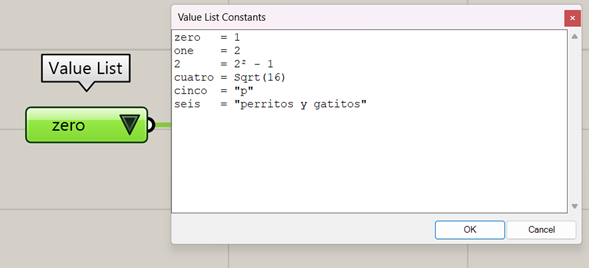 Value List Constants
Value List
zero
zero   = 1
one    = 2
2      = 2² - 1
cuatro = Sqrt(16)
cinco  = "p"
seis   = "perritos y gatitos"
OK
Cancel